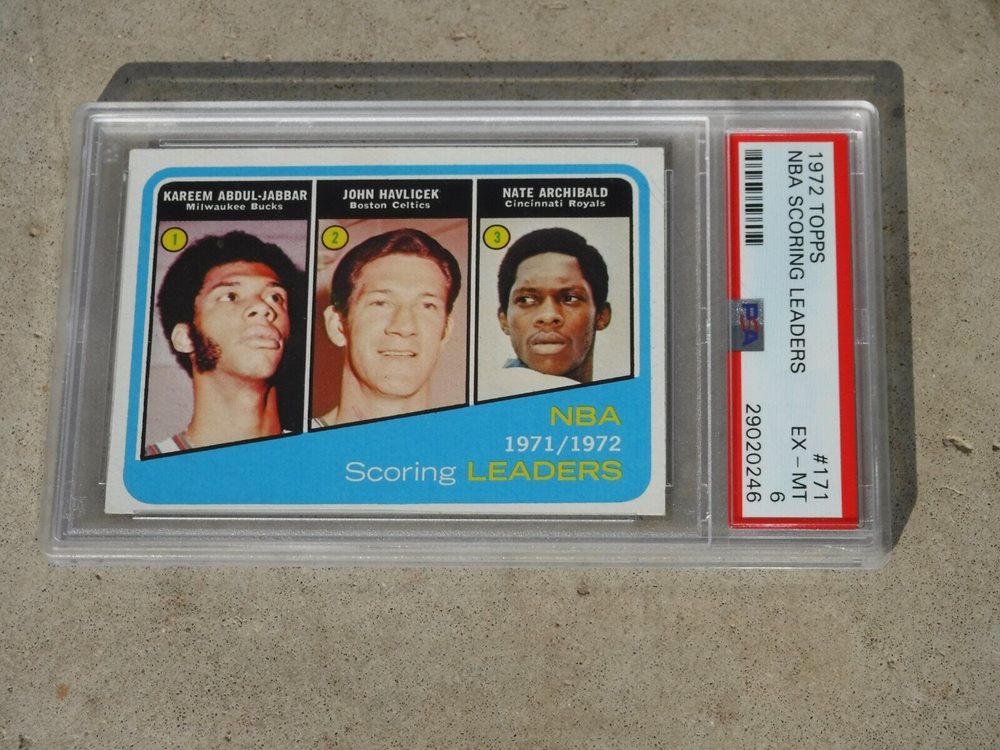 KAREEM ABDUL-JABBAR
Milwaukee Bucks
1
JOHN HAVLICEK
Boston Celtics
2
NATE ARCHIBALD
Cincinnati Royals
3
NBA
1971/1972
Scoring LEADERS
1972 TOPPS #171
NBA SCORING LEADERS EX - MT
6
PSA 29020246